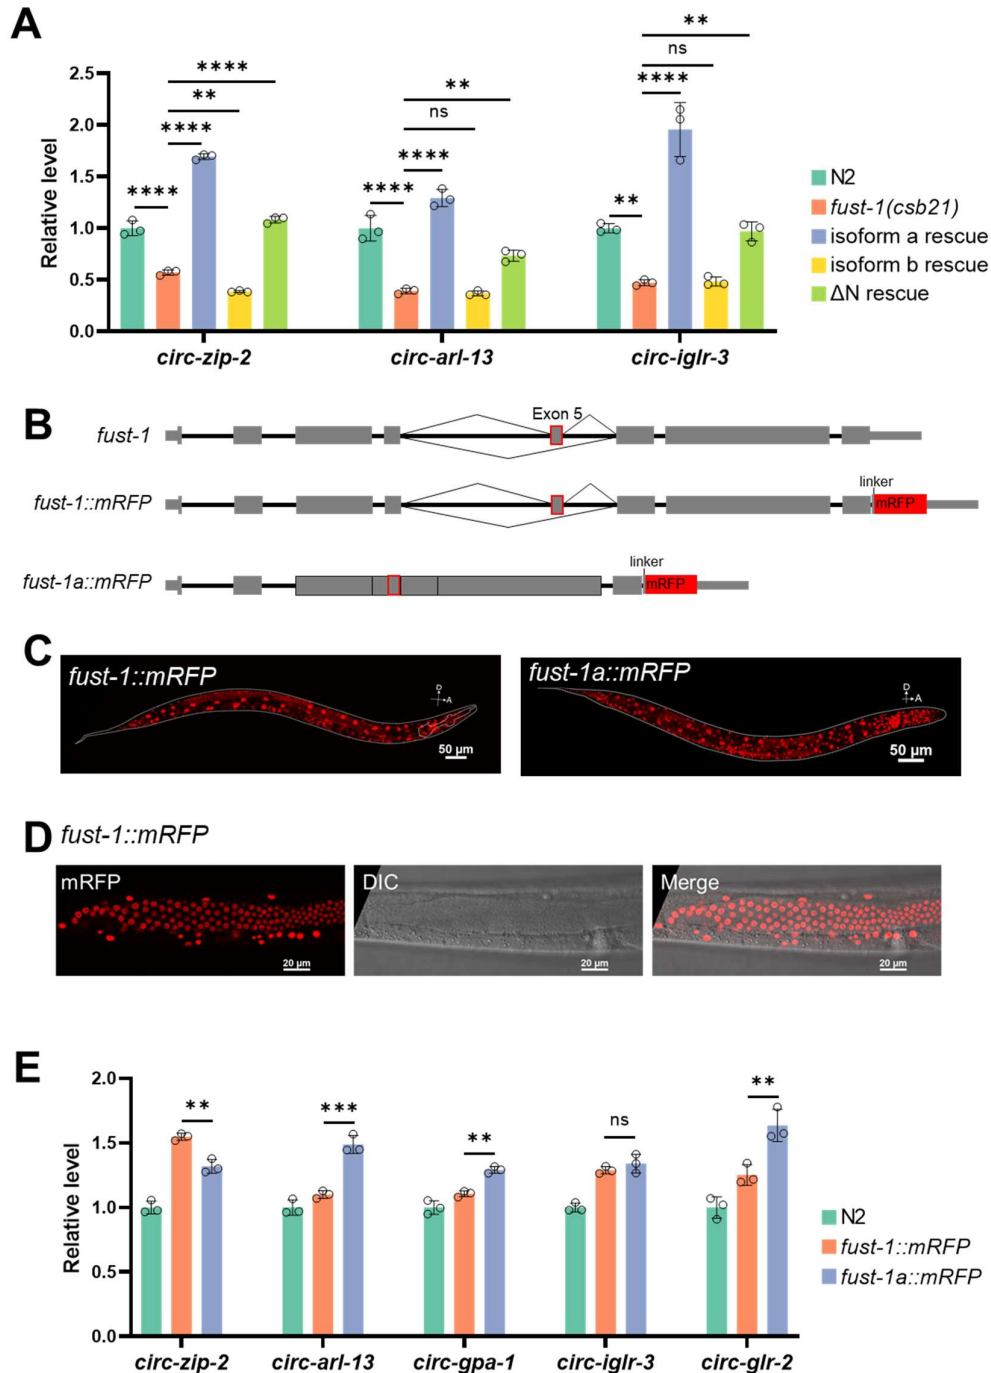 A
**
ns
****
**
ns
****
**
**
****
****
****
****
**
2.5
2.0
1.5
1.0
0.5
0.0
Relative level
circ-zip-2
circ-arl-13
circ-iglr-3
N2
fust-1(csb21)
isoform a rescue
isoform b rescue
ΔN rescue
B
Exon 5
fust-1
fust-1::mRFP
linker
mRFP
fust-1a::mRFP
linker
mRFP
C
fust-1::mRFP
D
A
50 µm
fust-1a::mRFP
D
A
50 µm
D
fust-1::mRFP
mRFP
20 µm
DIC
20 µm
Merge
20 µm
E
**
***
**
ns
**
2.0
1.5
1.0
0.5
0.0
Relative level
circ-zip-2
circ-arl-13
circ-gpa-1
circ-iglr-3
circ-glr-2
N2
fust-1::mRFP
fust-1a::mRFP